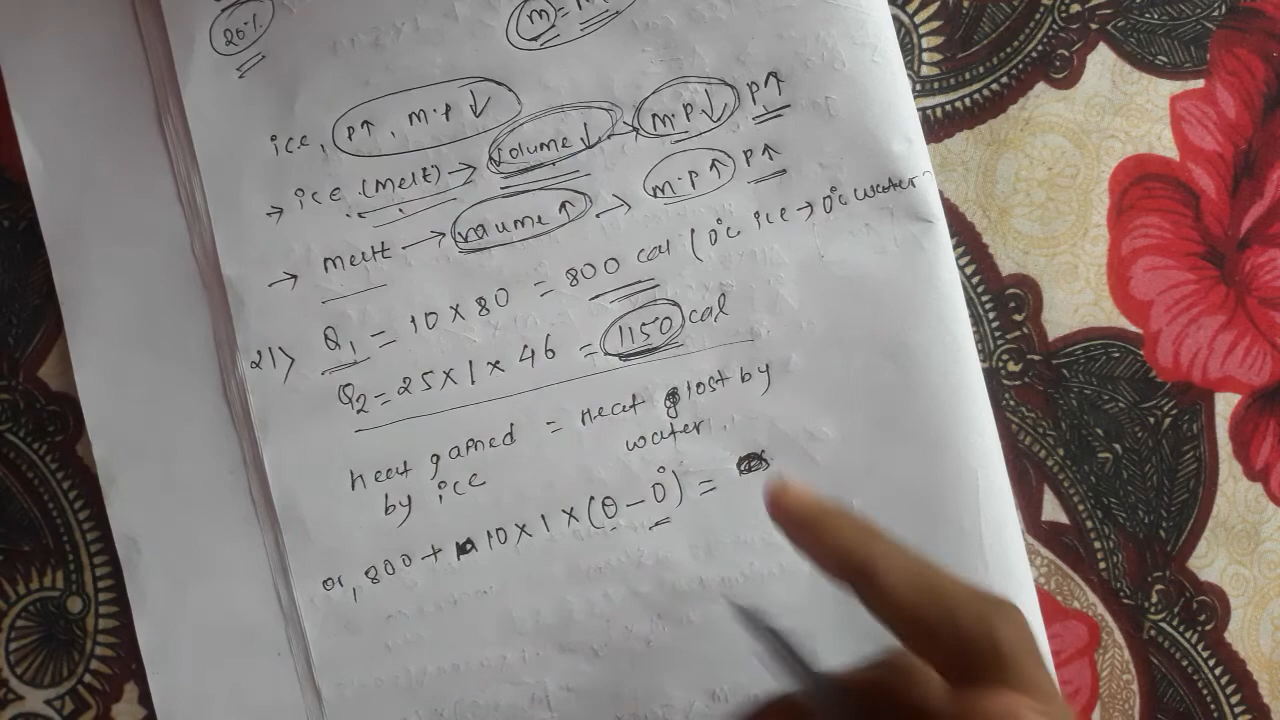 20%
m =
ice, P↑, m.p ↓
→ ice (melt) → volume ↓ → m.p ↓ P↑
→ melt → voaume ↑ → m.p ↑ P↑
21) Q₁ = 10 × 80 = 800 cal (0°c ice → 0°c water)
Q₂ = 25 × 1 × 46 = 1150 cal
heat gained by ice = heat lost by water.
or, 800 + 10 × 1 × (θ - 0°) =